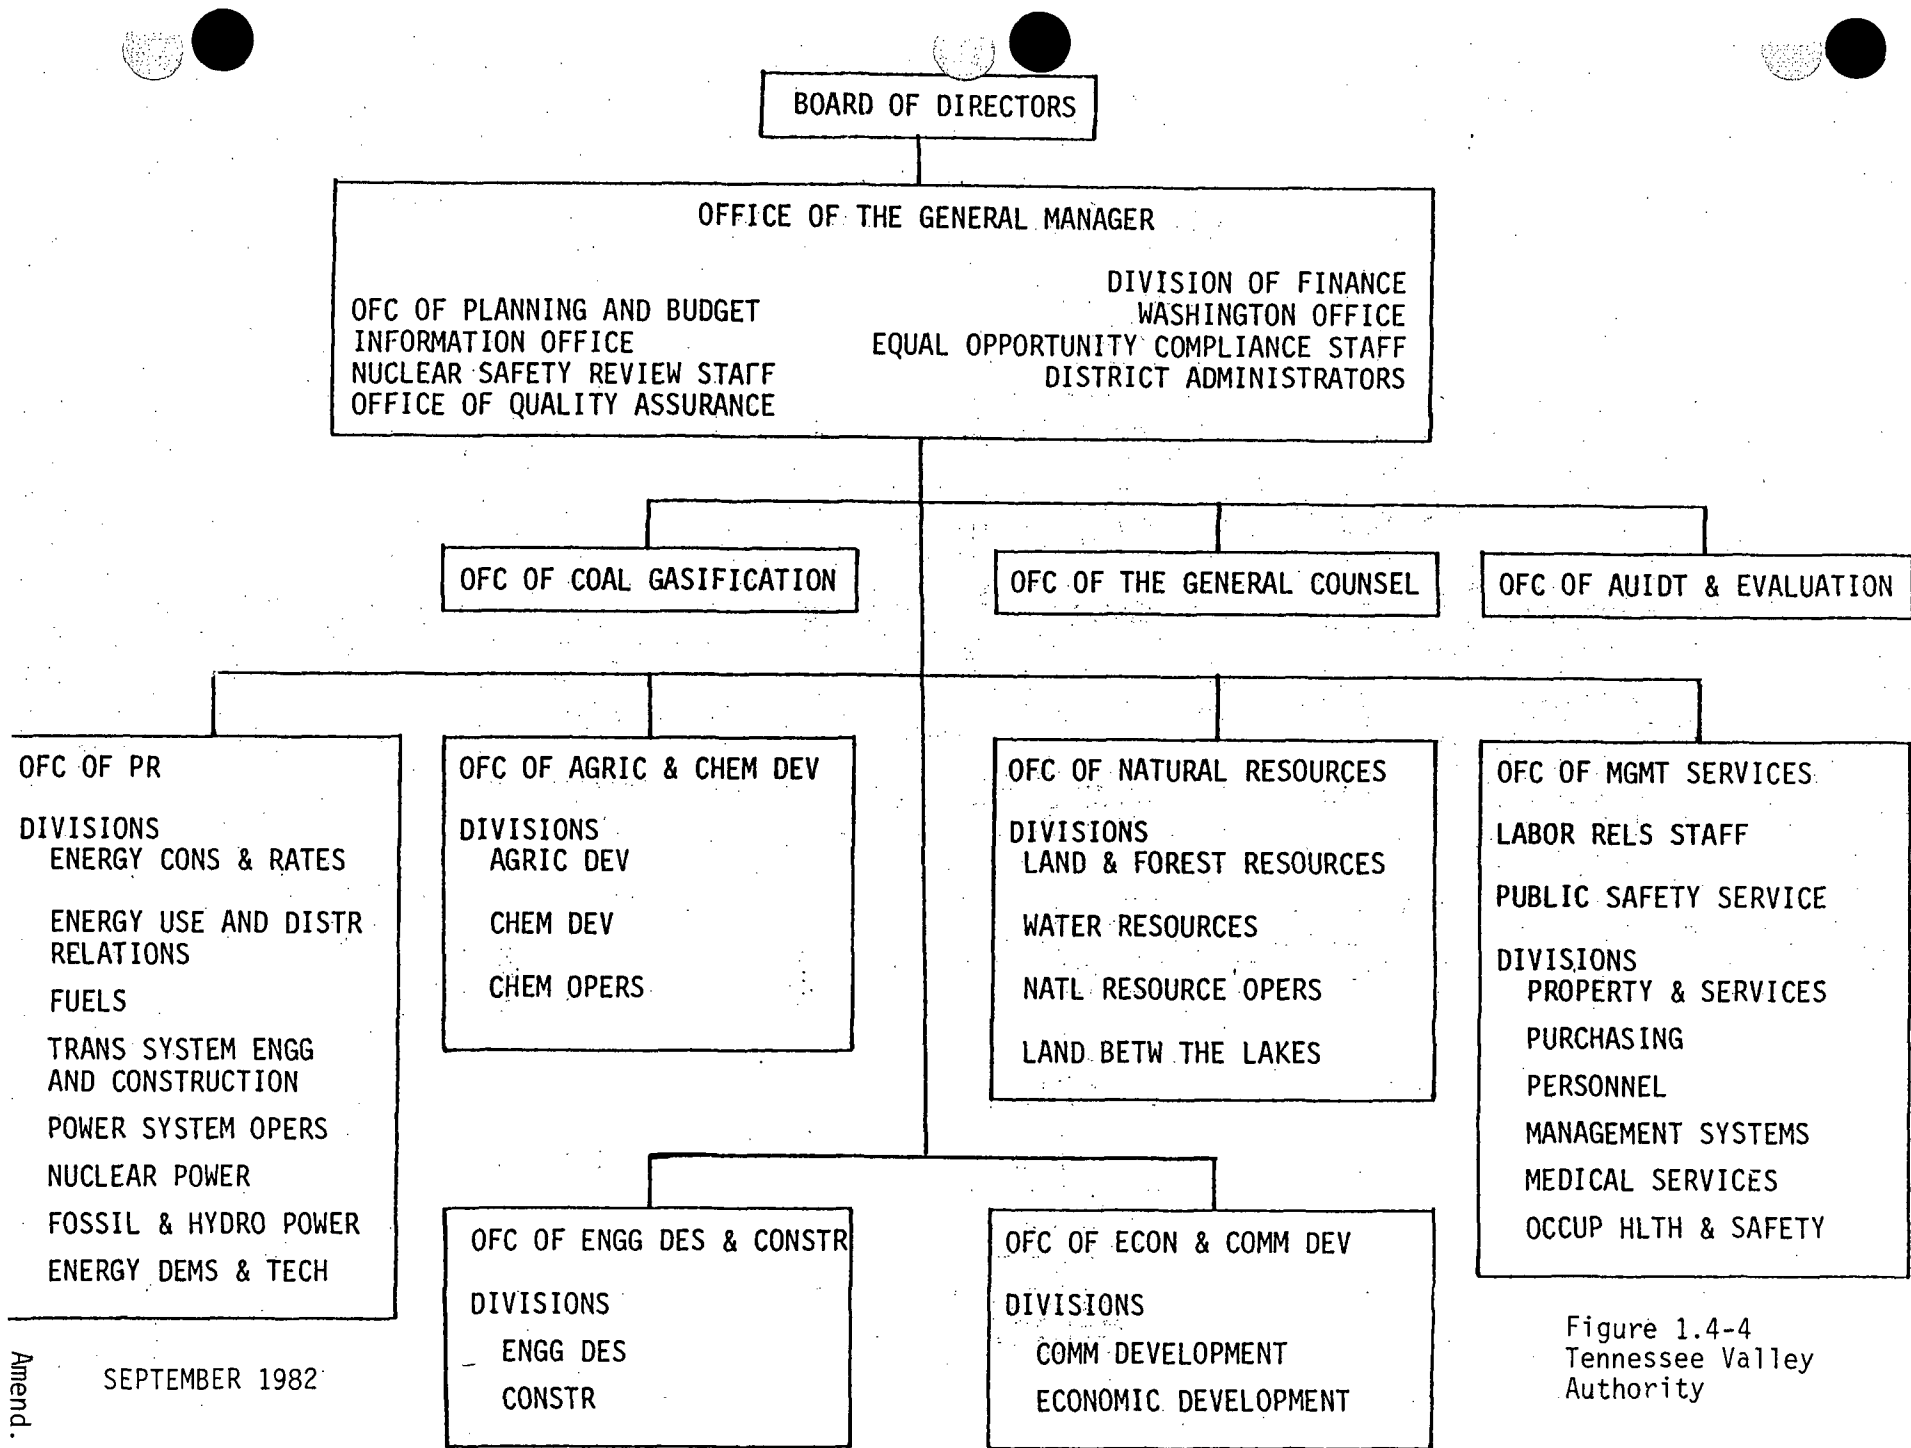 BOARD OF DIRECTORS
OFFICE OF THE GENERAL MANAGER
OFC OF PLANNING AND BUDGET
INFORMATION OFFICE
NUCLEAR SAFETY REVIEW STAFF
OFFICE OF QUALITY ASSURANCE
DIVISION OF FINANCE
WASHINGTON OFFICE
EQUAL OPPORTUNITY COMPLIANCE STAFF
DISTRICT ADMINISTRATORS
OFC OF COAL GASIFICATION
OFC OF THE GENERAL COUNSEL
OFC OF AUIDT & EVALUATION
OFC OF PR
DIVISIONS
ENERGY CONS & RATES
ENERGY USE AND DISTR
RELATIONS
FUELS
TRANS SYSTEM ENGG
AND CONSTRUCTION
POWER SYSTEM OPERS
NUCLEAR POWER
FOSSIL & HYDRO POWER
ENERGY DEMS & TECH
OFC OF AGRIC & CHEM DEV
DIVISIONS
AGRIC DEV
CHEM DEV
CHEM OPERS
OFC OF NATURAL RESOURCES
DIVISIONS
LAND & FOREST RESOURCES
WATER RESOURCES
NATL RESOURCE OPERS
LAND BETW THE LAKES
OFC OF MGMT SERVICES
LABOR RELS STAFF
PUBLIC SAFETY SERVICE
DIVISIONS
PROPERTY & SERVICES
PURCHASING
PERSONNEL
MANAGEMENT SYSTEMS
MEDICAL SERVICES
OCCUP HLTH & SAFETY
OFC OF ENGG DES & CONSTR
DIVISIONS
ENGG DES
CONSTR
OFC OF ECON & COMM DEV
DIVISIONS
COMM DEVELOPMENT
ECONOMIC DEVELOPMENT
Figure 1.4-4
Tennessee Valley
Authority
SEPTEMBER 1982
Amend.